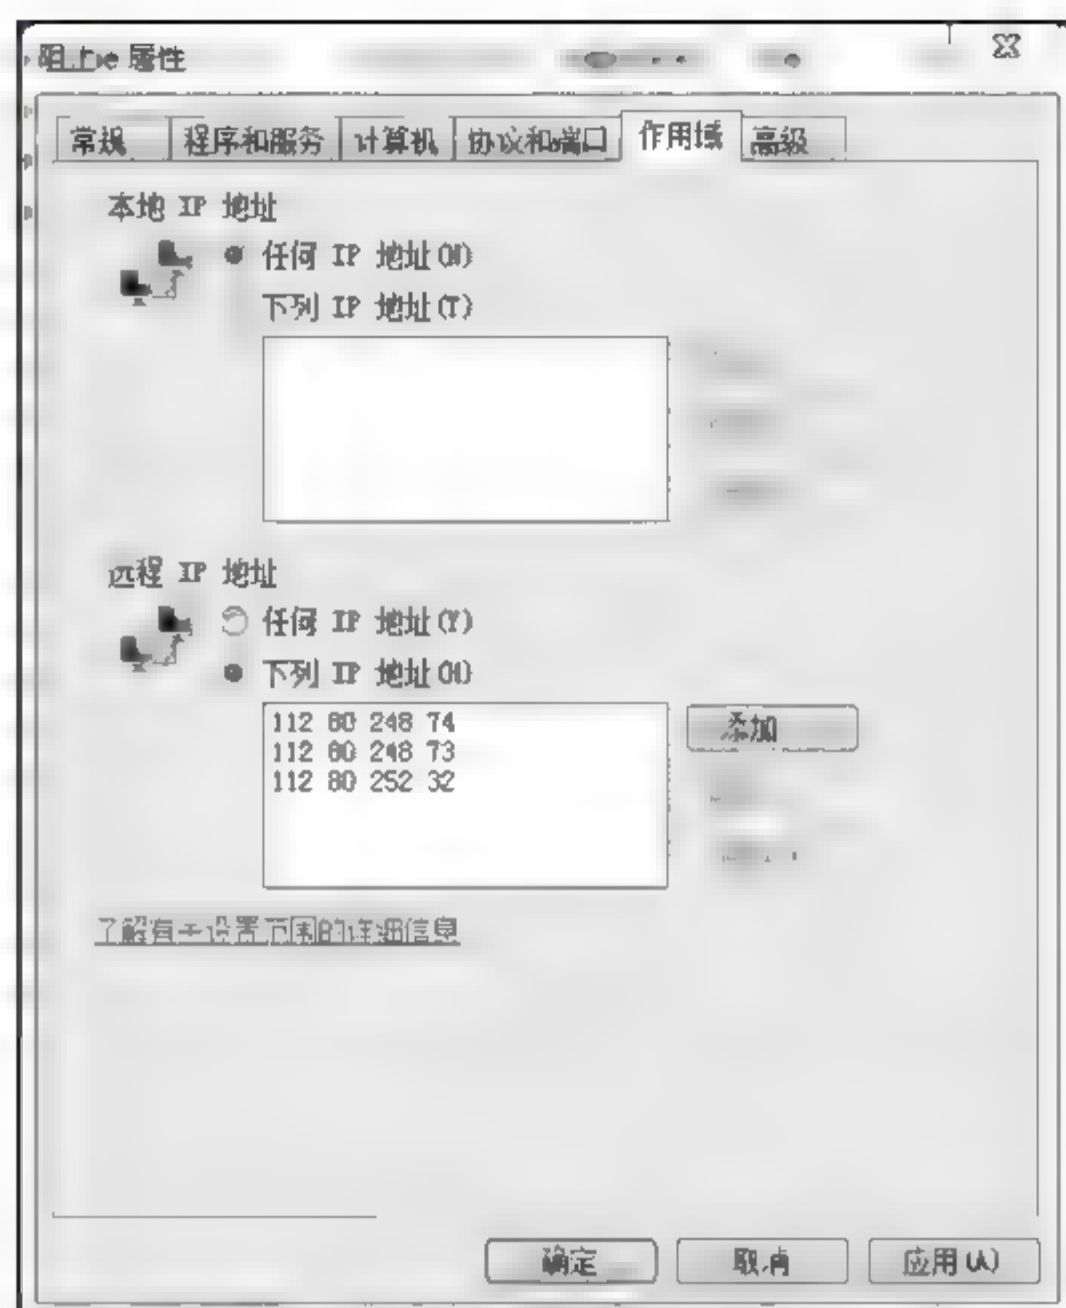 阻止ie 属性
常规 程序和服务 计算机 协议和端口 作用域 高级
本地 IP 地址
任何 IP 地址(N)
下列 IP 地址(T)
远程 IP 地址
任何 IP 地址(Y)
下列 IP 地址(H)
112 80 248 74
112 80 248 73
112 80 252 32
添加
了解有关设置范围的详细信息
确定 取消 应用(A)